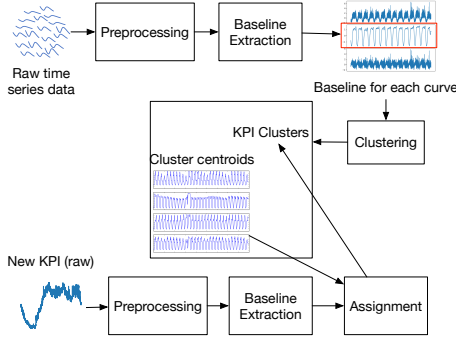 Preprocessing
Baseline
Extraction
Raw time
series data
Baseline for each curve
KPI Clusters
Clustering
Cluster centroids
New KPI (raw)
Preprocessing
Baseline
Extraction
Assignment